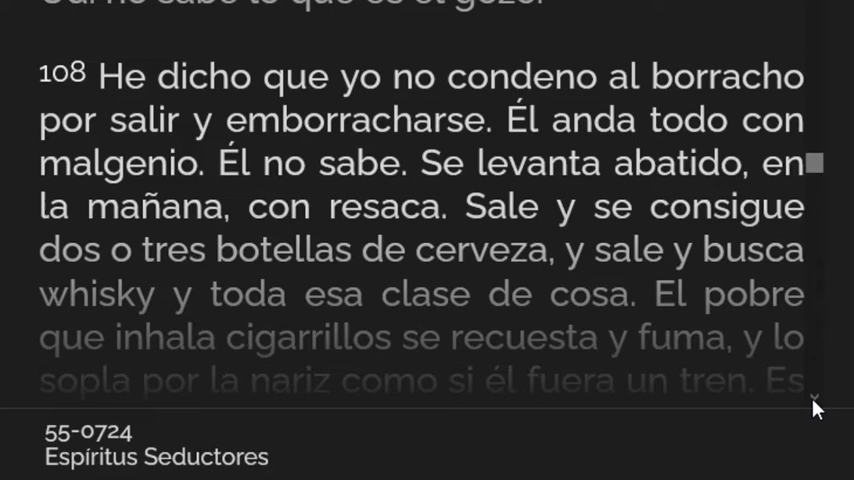 108 He dicho que yo no condeno al borracho
por salir y emborracharse. Él anda todo con
malgenio. Él no sabe. Se levanta abatido, en
la mañana, con resaca. Sale y se consigue
dos o tres botellas de cerveza, y sale y busca
whisky y toda esa clase de cosa. El pobre
que inhala cigarrillos se recuesta y fuma, y lo
sopla por la nariz como si él fuera un tren. Es
55-0724
Espíritus Seductores